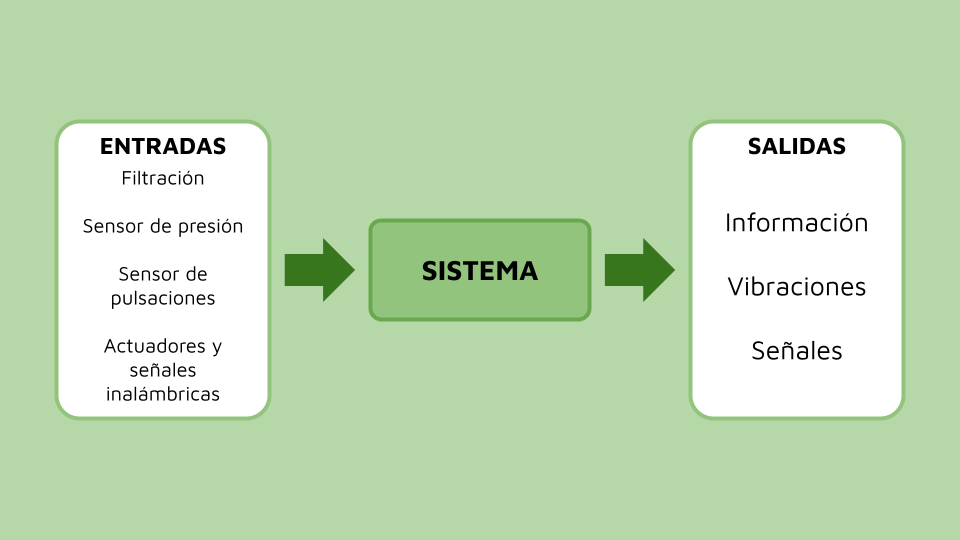 ENTRADAS
Filtración
Sensor de presión
Sensor de
pulsaciones
Actuadores y
señales
inalámbricas
SISTEMA
SALIDAS
Información
Vibraciones
Señales